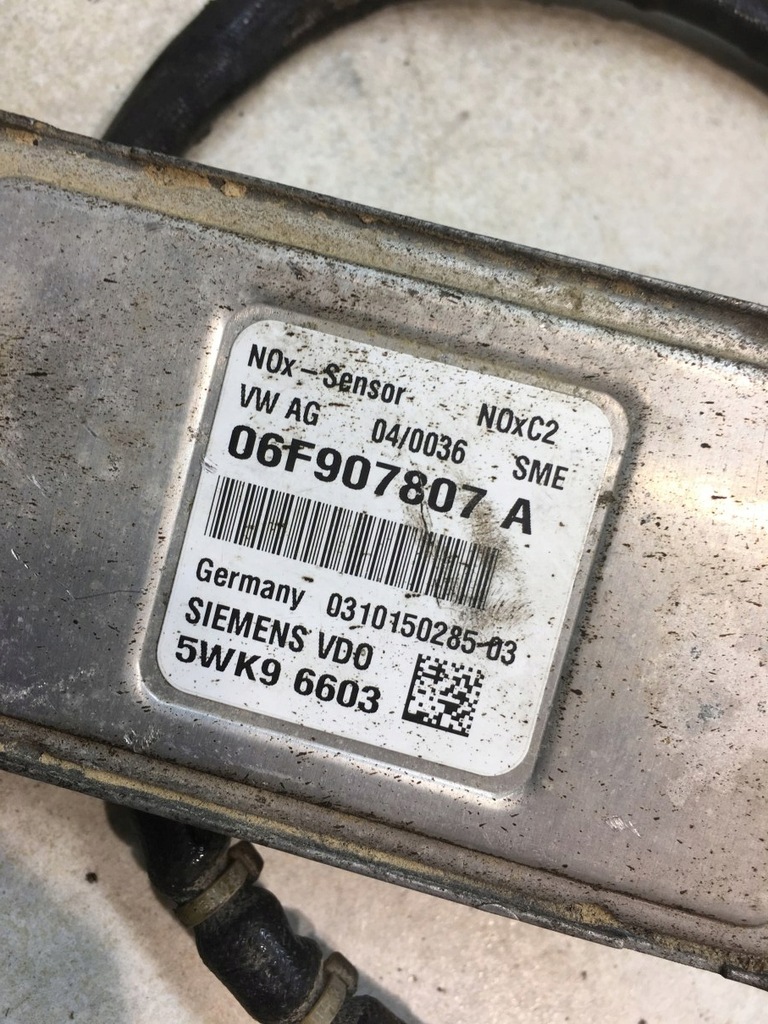 NOx-Sensor NOxC2
VW AG 04/0036 SME
06F907807 A
Germany 0310150285-03
SIEMENS VDO
5WK9 6603